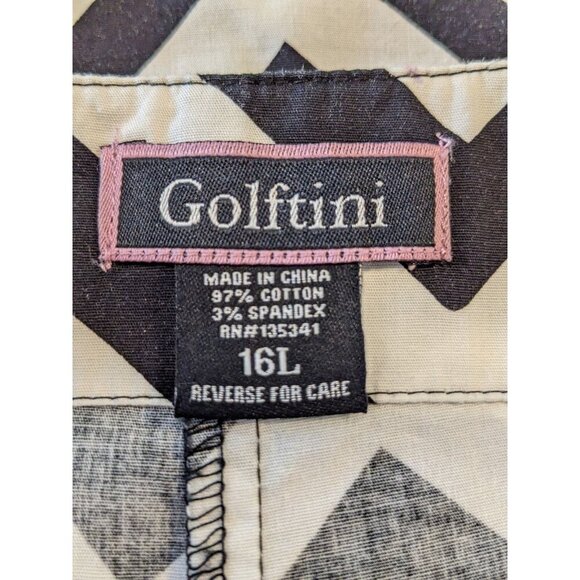 Golftini
MADE IN CHINA
97% COTTON
3% SPANDEX
RN#135341
16L
REVERSE FOR CARE